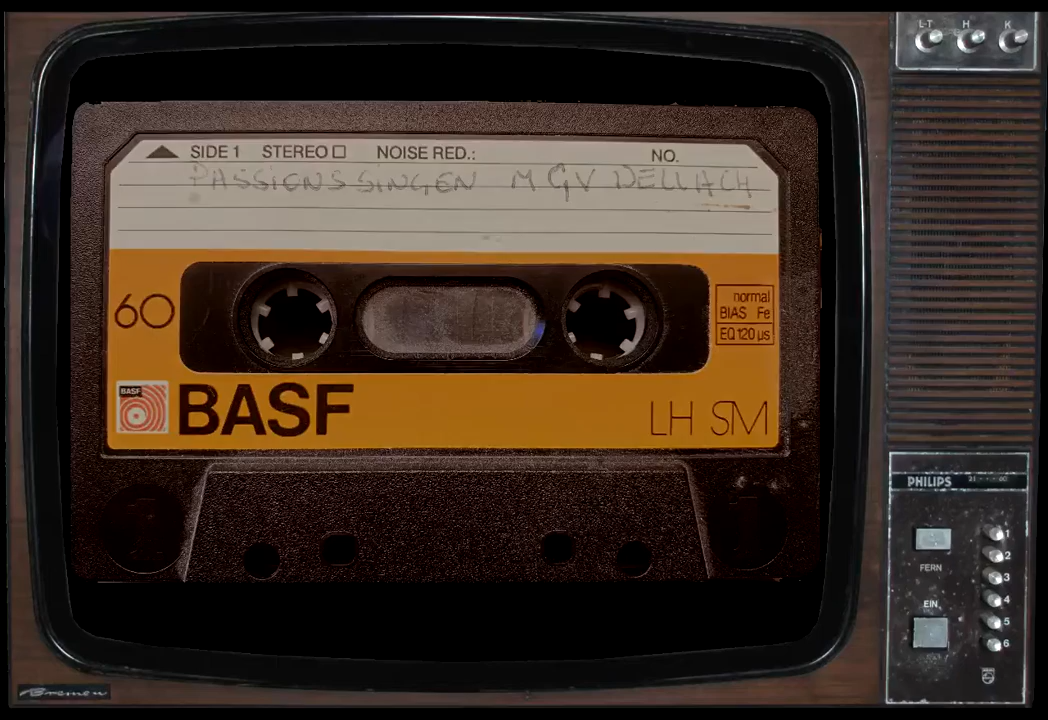 L-T H K
SIDE 1 STEREO NOISE RED.: NO.
PASSIONSSINGEN MGV DELLACH
60
normal
BIAS Fe
EQ 120 µs
BASF
BASF
LH SM
PHILIPS
FERN
EIN
1
2
3
4
5
6
Bremen